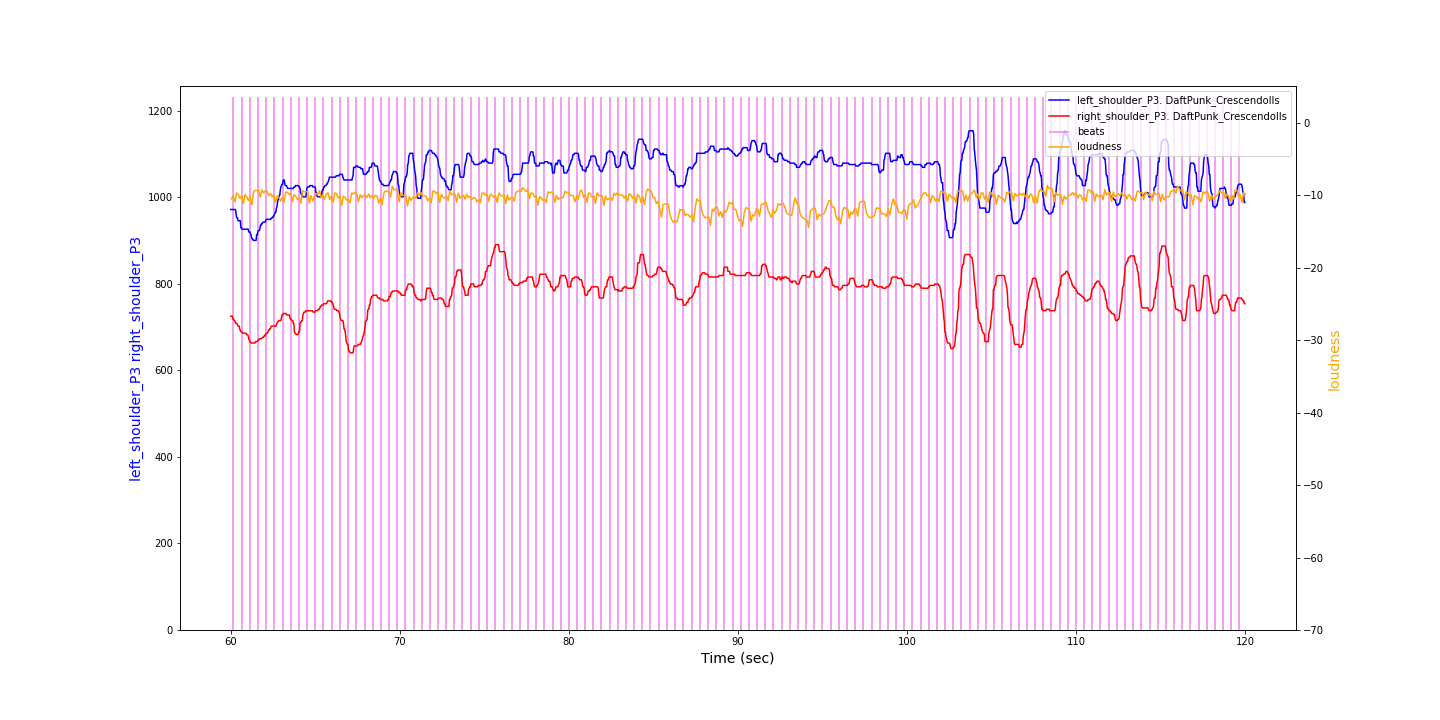 left_shoulder_P3. DaftPunk_Crescendolls
right_shoulder_P3. DaftPunk_Crescendolls
beats
loudness
1200
1000
800
600
400
200
0
0
−10
−20
−30
−40
−50
−60
−70
left_shoulder_P3 right_shoulder_P3
loudness
60 70 80 90 100 110 120
Time (sec)